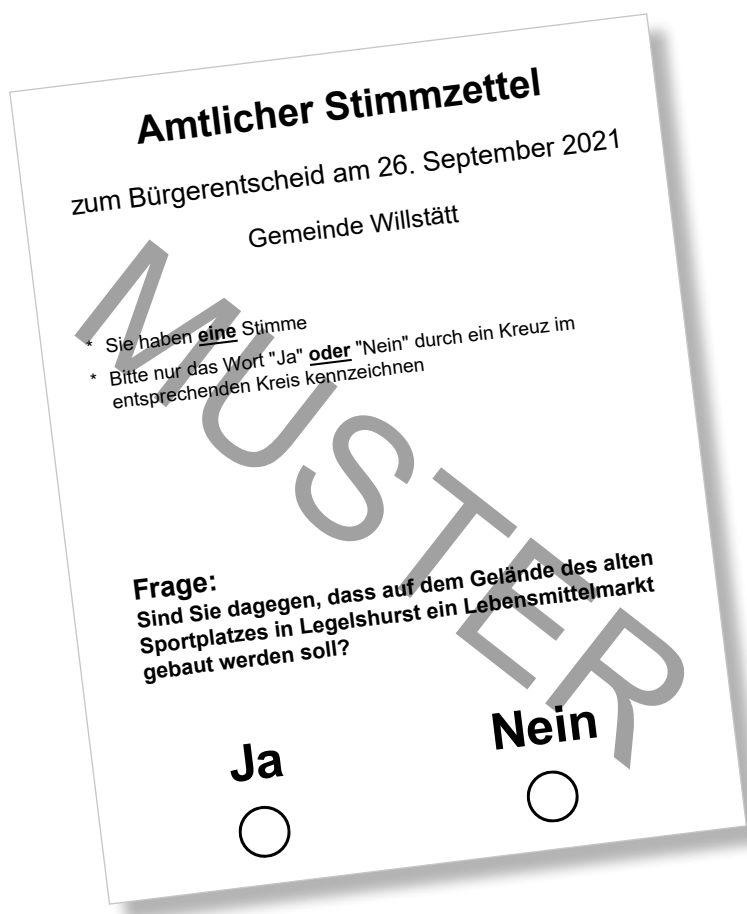 Amtlicher Stimmzettel
zum Bürgerentscheid am 26. September 2021
Gemeinde Willstätt
* Sie haben eine Stimme
* Bitte nur das Wort "Ja" oder "Nein" durch ein Kreuz im
entsprechenden Kreis kennzeichnen
MUSTER
Frage:
Sind Sie dagegen, dass auf dem Gelände des alten
Sportplatzes in Legelshurst ein Lebensmittelmarkt
gebaut werden soll?
Ja Nein